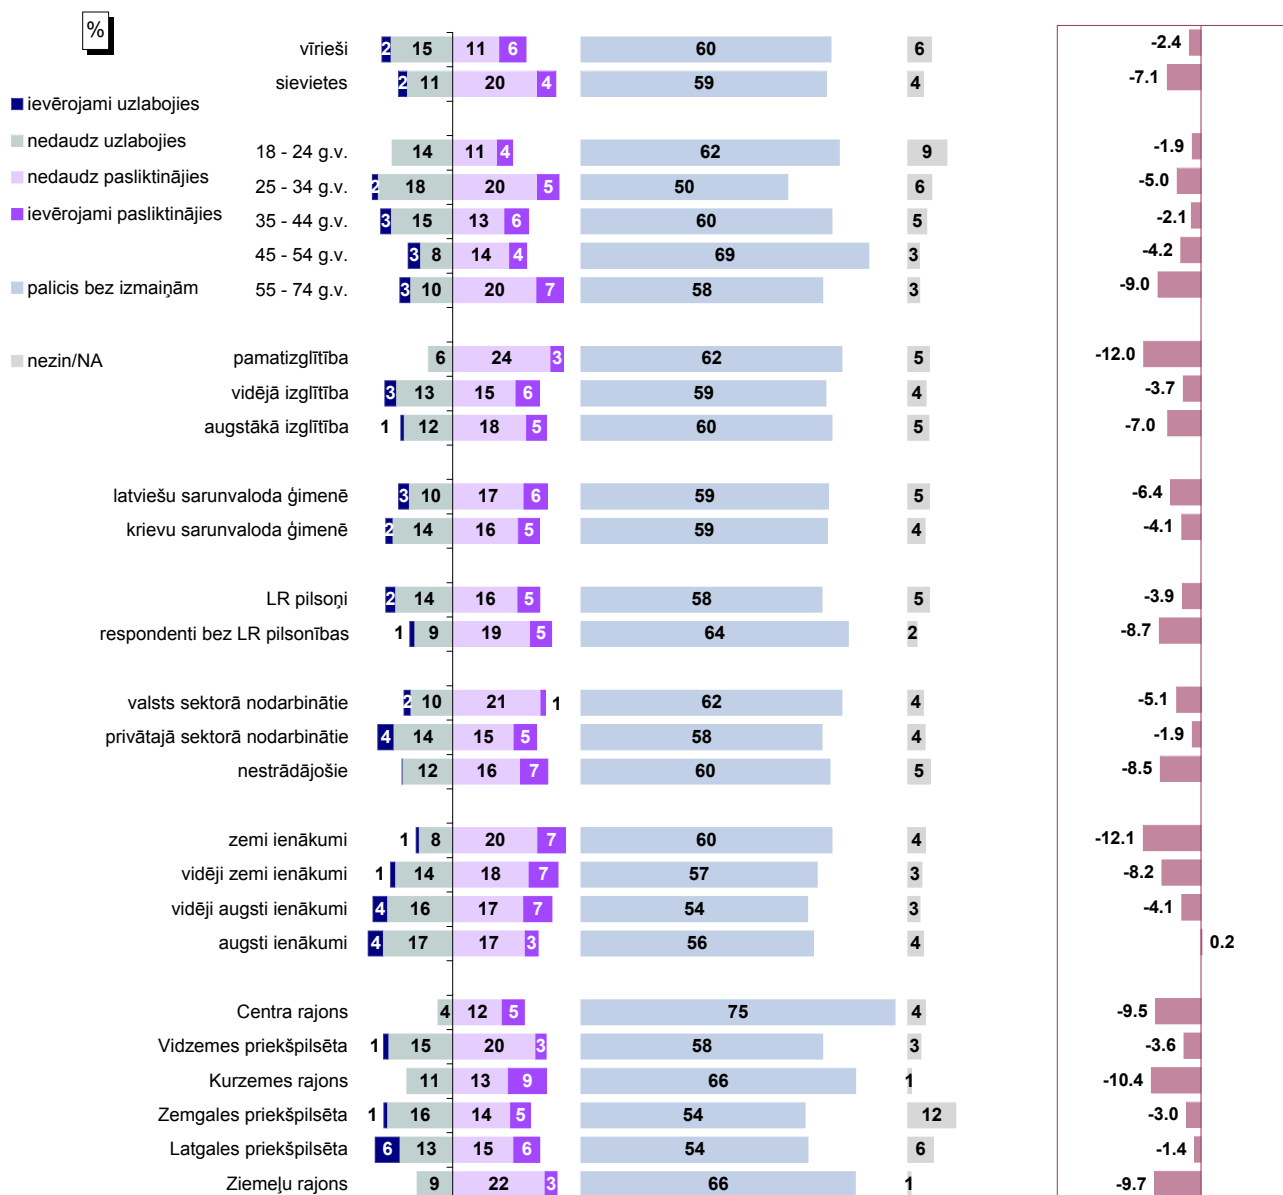 %
ievērojami uzlabojies
nedaudz uzlabojies
nedaudz pasliktinājies
ievērojami pasliktinājies
palicis bez izmaiņām
nezin/NA
vīrieši 2 15 11 6 60 6 -2.4
sievietes 2 11 20 4 59 4 -7.1
18 - 24 g.v. 14 11 4 62 9 -1.9
25 - 34 g.v. 2 18 20 5 50 6 -5.0
35 - 44 g.v. 3 15 13 6 60 5 -2.1
45 - 54 g.v. 3 8 14 4 69 3 -4.2
55 - 74 g.v. 3 10 20 7 58 3 -9.0
pamatizglītība 6 24 3 62 5 -12.0
vidējā izglītība 3 13 15 6 59 4 -3.7
augstākā izglītība 1 12 18 5 60 5 -7.0
latviešu sarunvaloda ģimenē 3 10 17 6 59 5 -6.4
krievu sarunvaloda ģimenē 2 14 16 5 59 4 -4.1
LR pilsoņi 2 14 16 5 58 5 -3.9
respondenti bez LR pilsonības 1 9 19 5 64 2 -8.7
valsts sektorā nodarbinātie 2 10 21 1 62 4 -5.1
privātajā sektorā nodarbinātie 4 14 15 5 58 4 -1.9
nestrādājošie 12 16 7 60 5 -8.5
zemi ienākumi 1 8 20 7 60 4 -12.1
vidēji zemi ienākumi 1 14 18 7 57 3 -8.2
vidēji augsti ienākumi 4 16 17 7 54 3 -4.1
augsti ienākumi 4 17 17 3 56 4 0.2
Centra rajons 4 12 5 75 4 -9.5
Vidzemes priekšpilsēta 1 15 20 3 58 3 -3.6
Kurzemes rajons 11 13 9 66 1 -10.4
Zemgales priekšpilsēta 1 16 14 5 54 12 -3.0
Latgales priekšpilsēta 6 13 15 6 54 6 -1.4
Ziemeļu rajons 9 22 3 66 1 -9.7